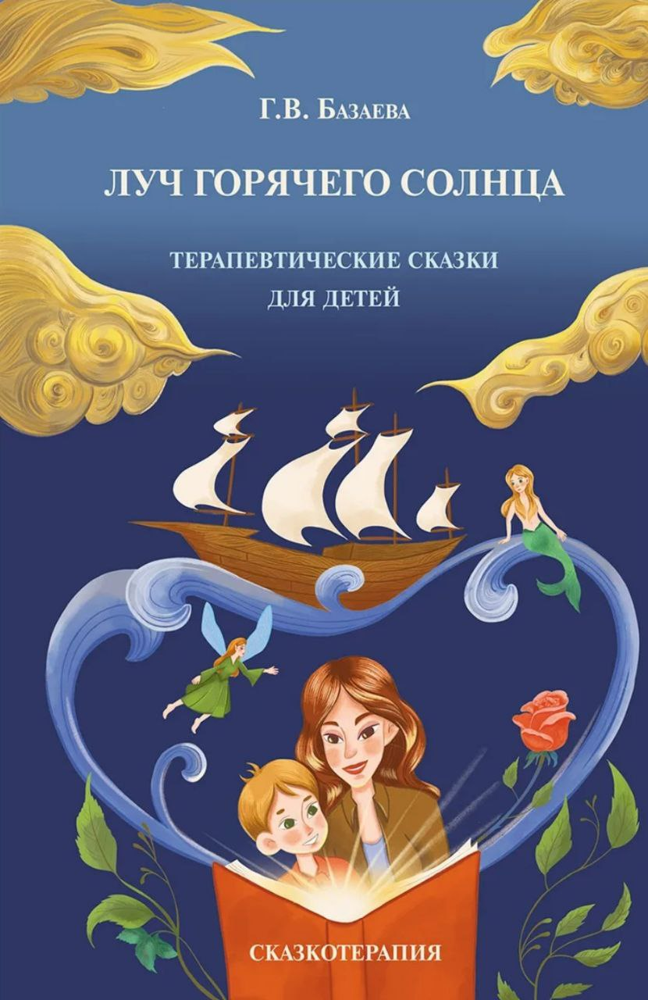 Г.В. Базаева
ЛУЧ ГОРЯЧЕГО СОЛНЦА
ТЕРАПЕВТИЧЕСКИЕ СКАЗКИ
ДЛЯ ДЕТЕЙ
СКАЗКОТЕРАПИЯ